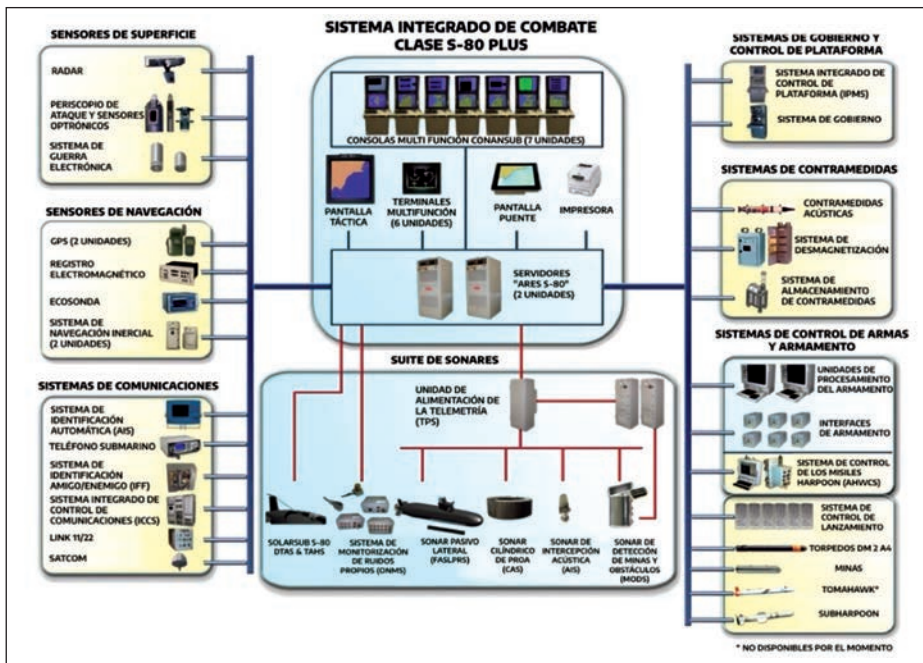 SISTEMA INTEGRADO DE COMBATE
CLASE S-80 PLUS
SENSORES DE SUPERFICIE
RADAR
PERISCOPIO DE
ATAQUE Y SENSORES
OPTRÓNICOS
SISTEMA DE
GUERRA
ELECTRÓNICA
SENSORES DE NAVEGACIÓN
GPS (2 UNIDADES)
REGISTRO
ELECTROMAGNÉTICO
ECOSONDA
SISTEMA DE
NAVEGACIÓN INERCIAL
(2 UNIDADES)
SISTEMAS DE COMUNICACIONES
SISTEMA DE
IDENTIFICACIÓN
AUTOMÁTICA (AIS)
TELÉFONO SUBMARINO
SISTEMA DE
IDENTIFICACIÓN
AMIGO/ENEMIGO (IFF)
SISTEMA INTEGRADO DE
CONTROL DE
COMUNICACIONES (ICCS)
LINK 11/22
SATCOM
CONSOLAS MULTI FUNCIÓN CONANSUB (7 UNIDADES)
PANTALLA
TÁCTICA
TERMINALES
MULTIFUNCIÓN
(6 UNIDADES)
PANTALLA
PUENTE
IMPRESORA
SERVIDORES
"ARES S-80"
(2 UNIDADES)
SUITE DE SONARES
UNIDAD DE
ALIMENTACIÓN DE
LA TELEMETRÍA
(TPS)
SOLARSUB S-80
DTAS & TAHS
SISTEMA DE
MONITORIZACIÓN
DE RUIDOS
PROPIOS (ONMS)
SONAR PASIVO
LATERAL
(FASLPRS)
SONAR
CILÍNDRICO
DE PROA
(CAS)
SONAR DE
INTERCEPCIÓN
ACÚSTICA
(AIS)
SONAR DE
DETECCIÓN
DE MINAS Y
OBSTÁCULOS
(MODS)
SISTEMAS DE GOBIERNO Y
CONTROL DE PLATAFORMA
SISTEMA
INTEGRADO DE
CONTROL DE
PLATAFORMA (IPMS)
SISTEMA DE GOBIERNO
SISTEMAS DE CONTRAMEDIDAS
CONTRAMEDIDAS
ACÚSTICAS
SISTEMA DE
DESMAGNETIZACIÓN
SISTEMA DE
ALMACENAMIENTO
DE CONTRAMEDIDAS
SISTEMAS DE CONTROL DE ARMAS
Y ARMAMENTO
UNIDADES DE
PROCESAMIENTO
DEL ARMAMENTO
INTERFACES
DE ARMAMENTO
SISTEMA DE CONTROL
DE LOS MISILES
HARPOON (AHWCS)
SISTEMA DE
CONTROL DE
LANZAMIENTO
TORPEDOS DM 2 A4
MINAS
TOMAHAWK*
SUBHARPOON
* NO DISPONIBLES POR EL MOMENTO